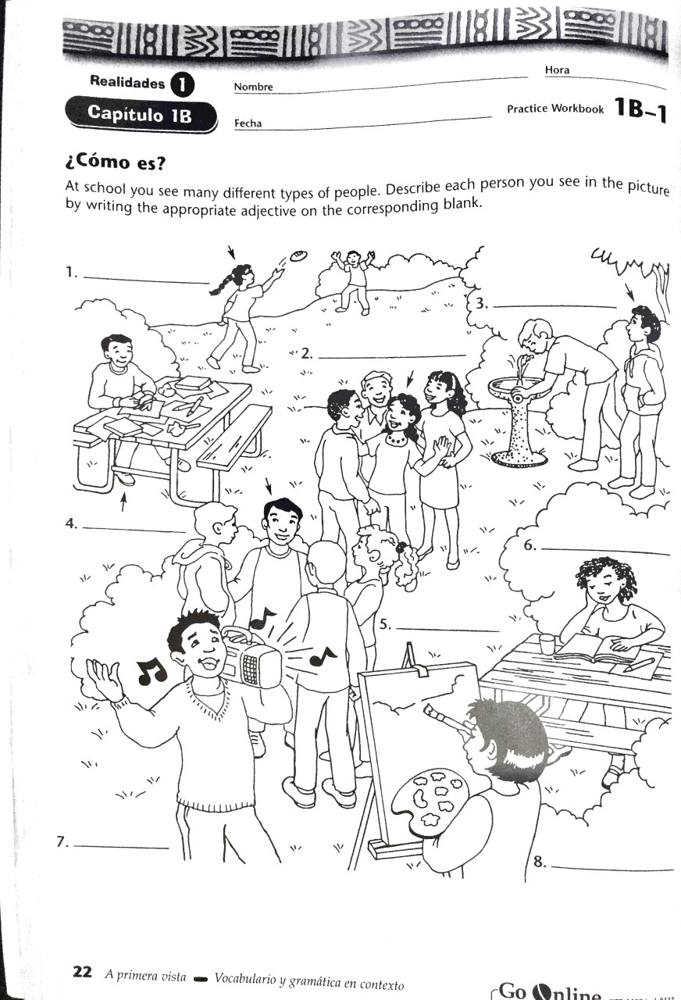 Realidades 1
Nombre
Hora
Capítulo 1B
Fecha
Practice Workbook 1B–1
¿Cómo es?
At school you see many different types of people. Describe each person you see in the picture
by writing the appropriate adjective on the corresponding blank.
1.
3.
2.
4.
6.
5.
7.
8.
22 A primera vista — Vocabulario y gramática en contexto
Go Online